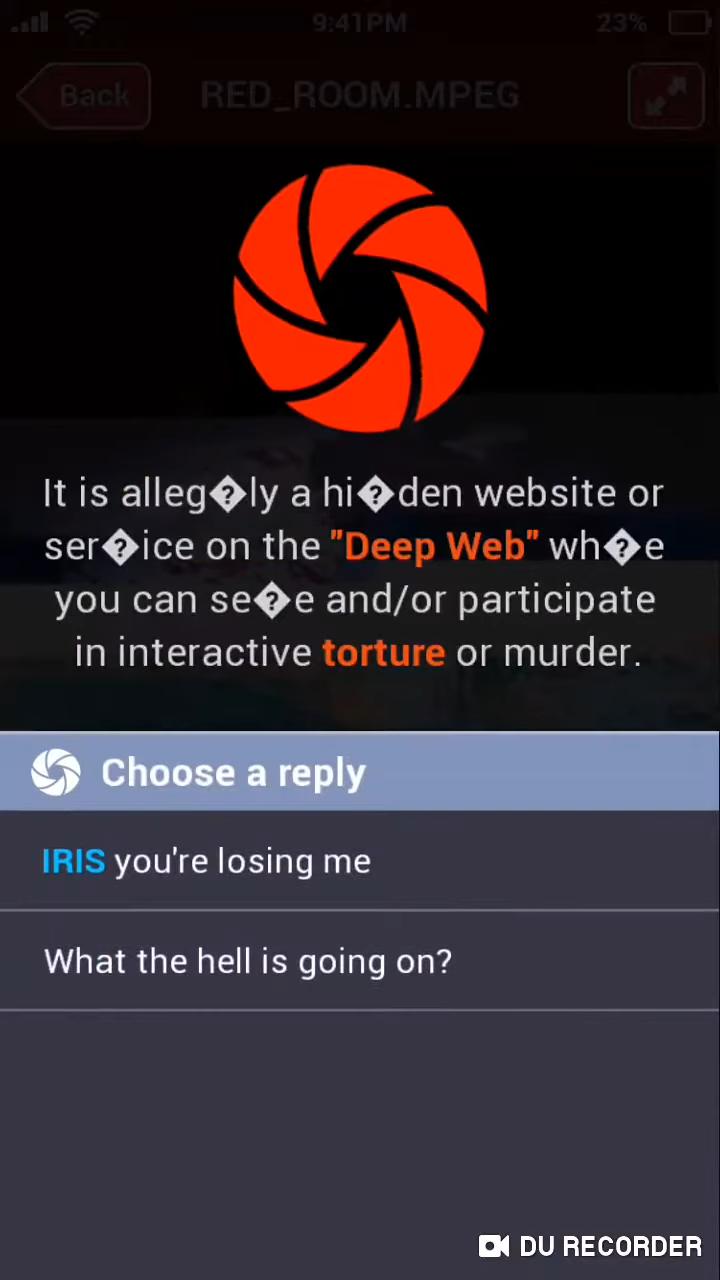 9:41PM 23%
Back RED_ROOM.MPEG
It is alleg�ly a hi�den website or
ser�ice on the "Deep Web" wh�e
you can se�e and/or participate
in interactive torture or murder.
Choose a reply
IRIS you're losing me
What the hell is going on?
DU RECORDER